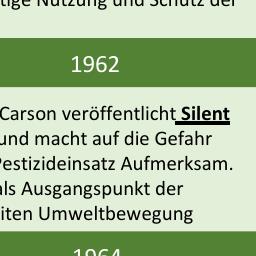 tige Nutzung und Schutz der
1962
Carson veröffentlicht Silent
und macht auf die Gefahr
Pestizideinsatz Aufmerksam.
als Ausgangspunkt der
iten Umweltbewegung
1964